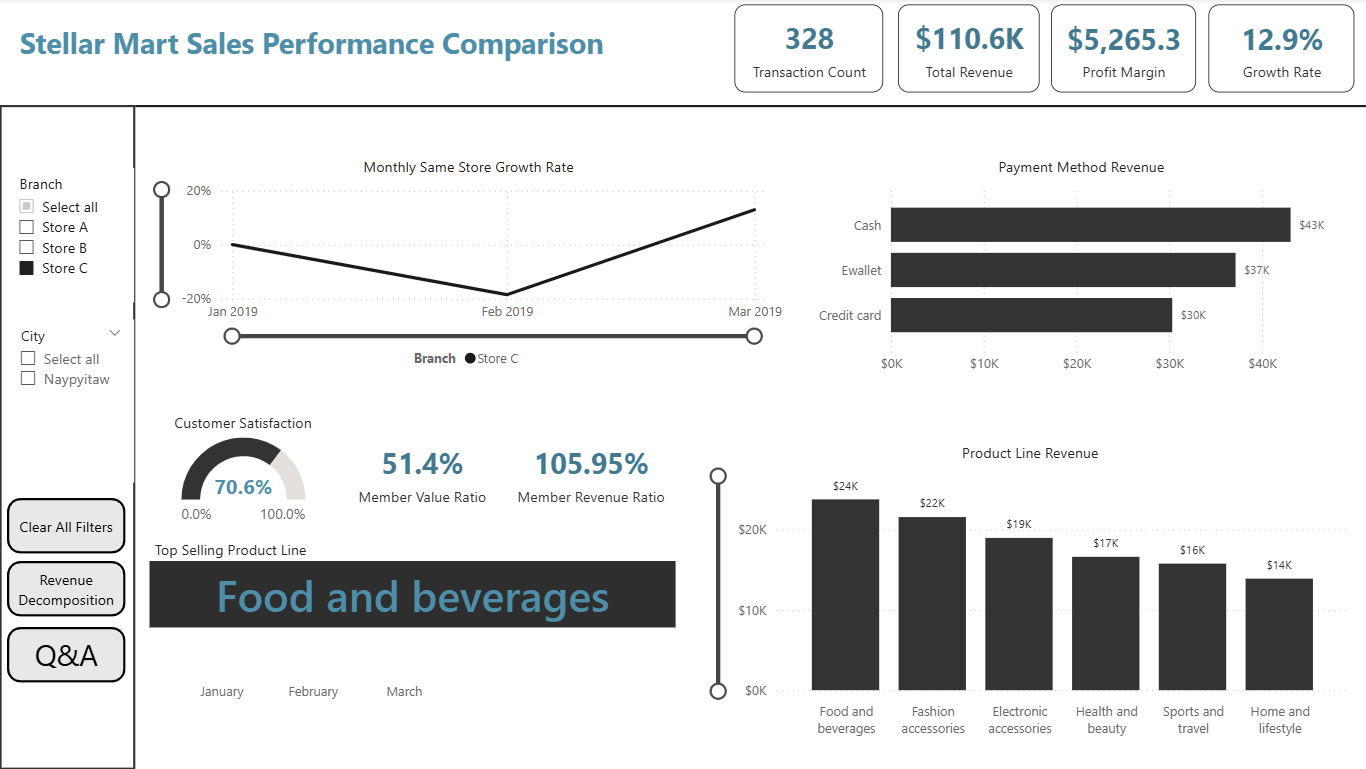 Stellar Mart Sales Performance Comparison
328
Transaction Count
$110.6K
Total Revenue
$5,265.3
Profit Margin
12.9%
Growth Rate
Branch
Select all
Store A
Store B
Store C
City
Select all
Naypyitaw
Clear All Filters
Revenue
Decomposition
Q&A
Monthly Same Store Growth Rate
20%
0%
-20%
Jan 2019
Feb 2019
Mar 2019
Branch
Store C
Payment Method Revenue
Cash
$43K
Ewallet
$37K
Credit card
$30K
$0K
$10K
$20K
$30K
$40K
Customer Satisfaction
70.6%
0.0%
100.0%
51.4%
Member Value Ratio
105.95%
Member Revenue Ratio
Top Selling Product Line
Food and beverages
January
February
March
Product Line Revenue
$20K
$10K
$0K
$24K
$22K
$19K
$17K
$16K
$14K
Food and
beverages
Fashion
accessories
Electronic
accessories
Health and
beauty
Sports and
travel
Home and
lifestyle